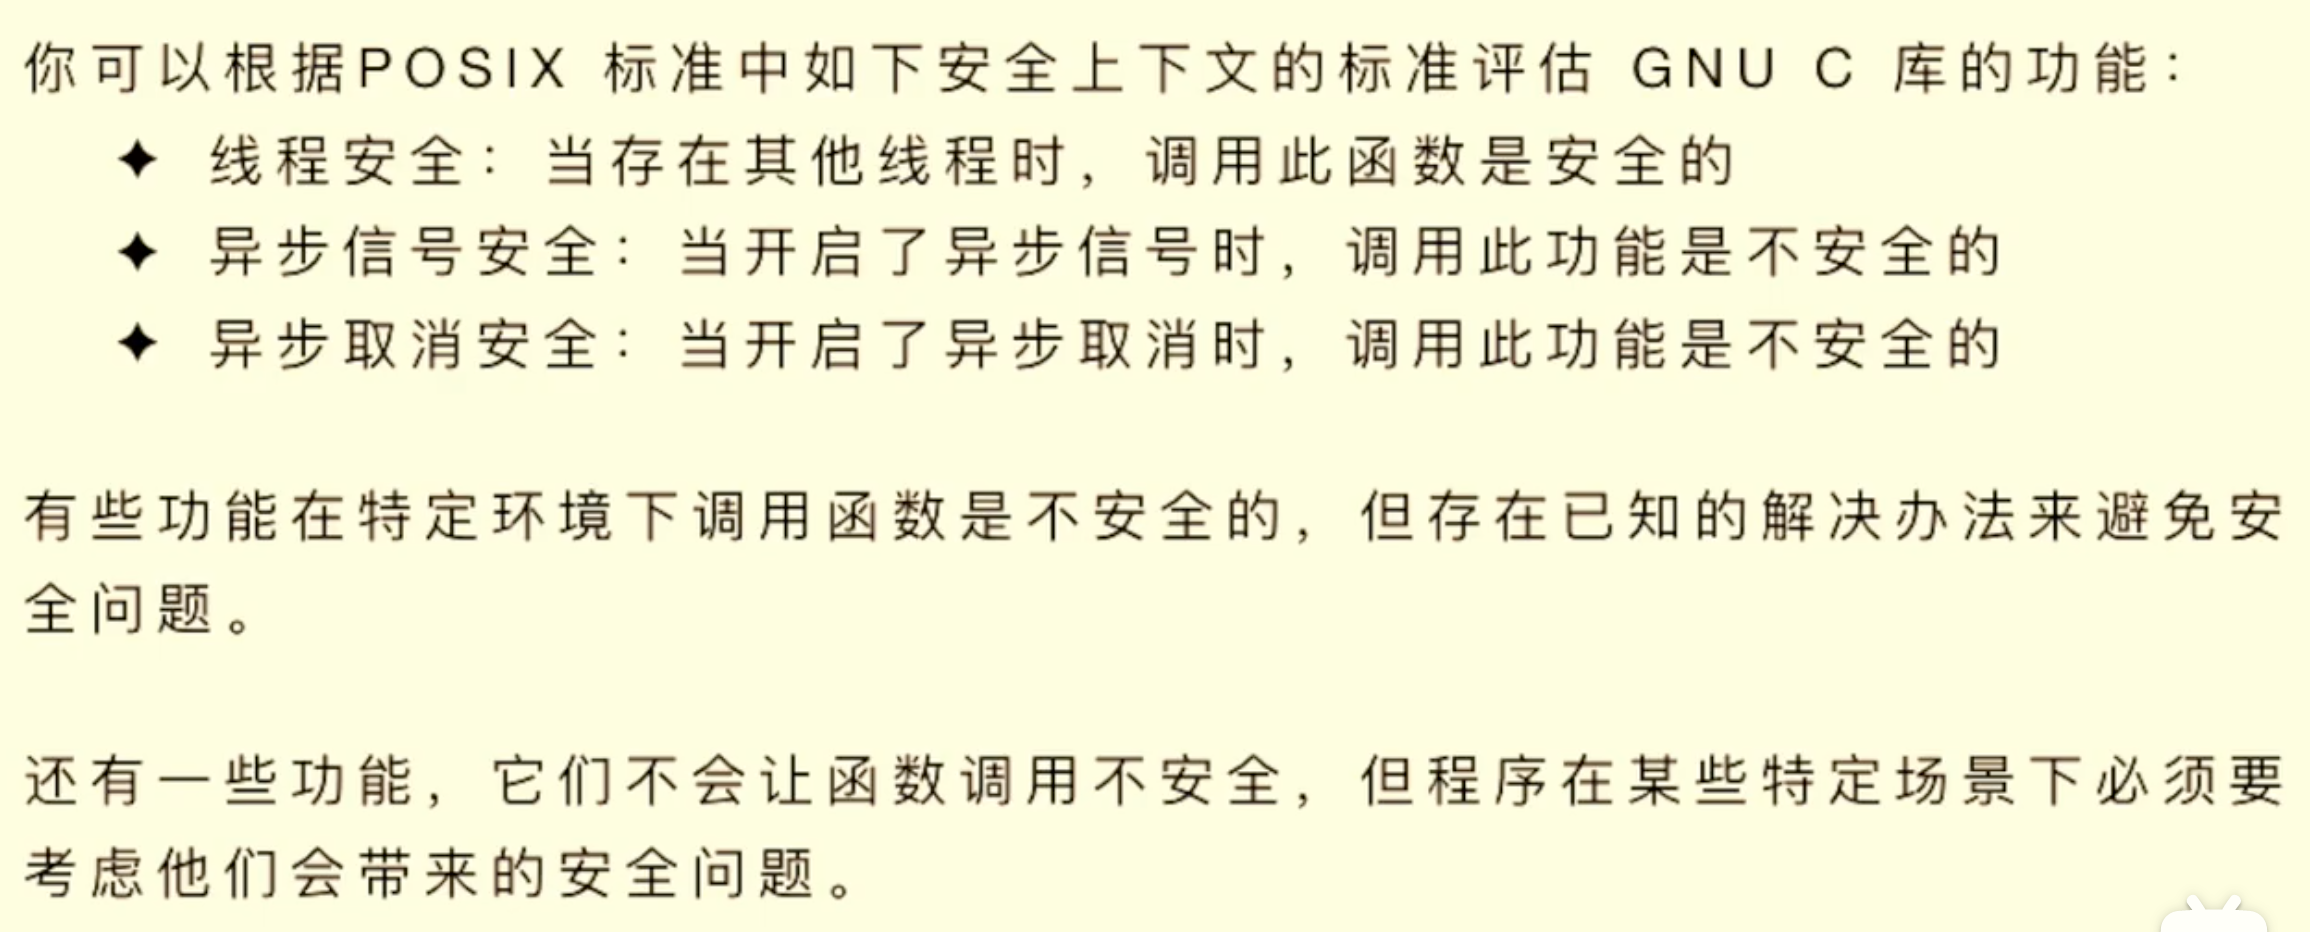 你可以根据POSIX 标准中如下安全上下文的标准评估 GNU C 库的功能：
✦ 线程安全：当存在其他线程时，调用此函数是安全的
✦ 异步信号安全：当开启了异步信号时，调用此功能是不安全的
✦ 异步取消安全：当开启了异步取消时，调用此功能是不安全的
有些功能在特定环境下调用函数是不安全的，但存在已知的解决办法来避免安
全问题。
还有一些功能，它们不会让函数调用不安全，但程序在某些特定场景下必须要
考虑他们会带来的安全问题。